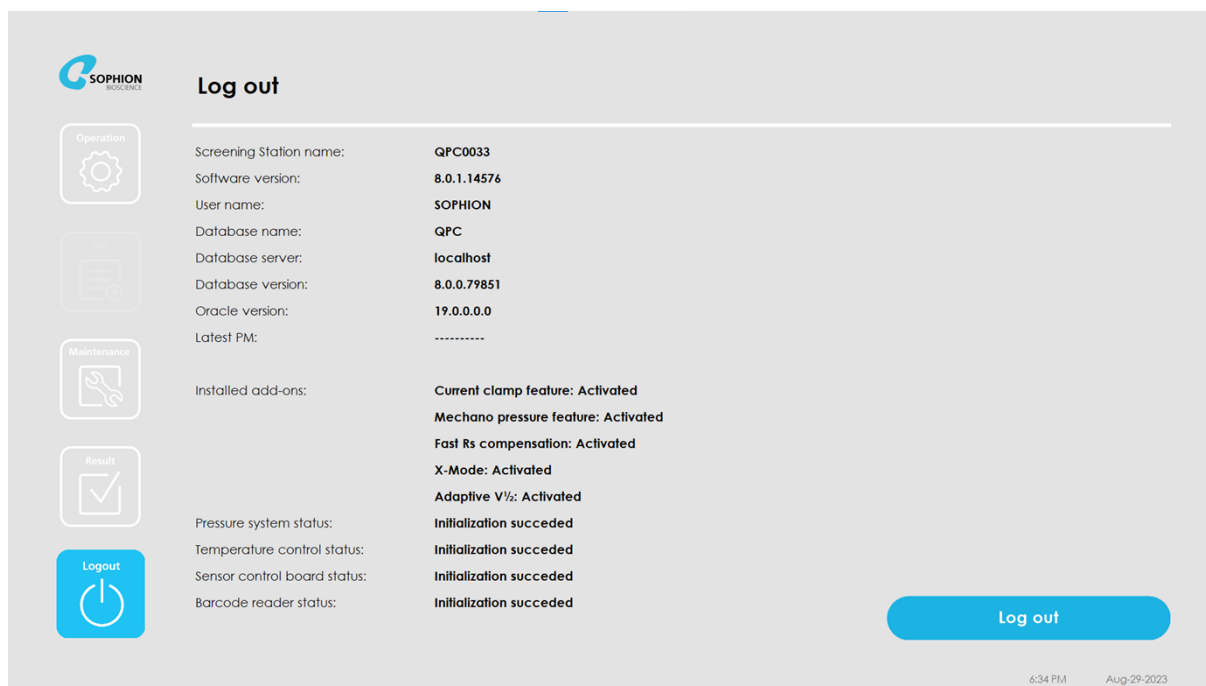 SOPHION
BIOSCIENCE
Log out
Operation
Screening Station name: QPC0033
Software version: 8.0.1.14576
User name: SOPHION
Database name: QPC
Database server: localhost
Database version: 8.0.0.79851
Oracle version: 19.0.0.0.0
Latest PM: ----------
Maintenance
Installed add-ons: Current clamp feature: Activated
Mechano pressure feature: Activated
Fast Rs compensation: Activated
X-Mode: Activated
Adaptive V½: Activated
Result
Pressure system status: Initialization succeded
Temperature control status: Initialization succeded
Sensor control board status: Initialization succeded
Barcode reader status: Initialization succeded
Logout
Log out
6:34 PM Aug-29-2023